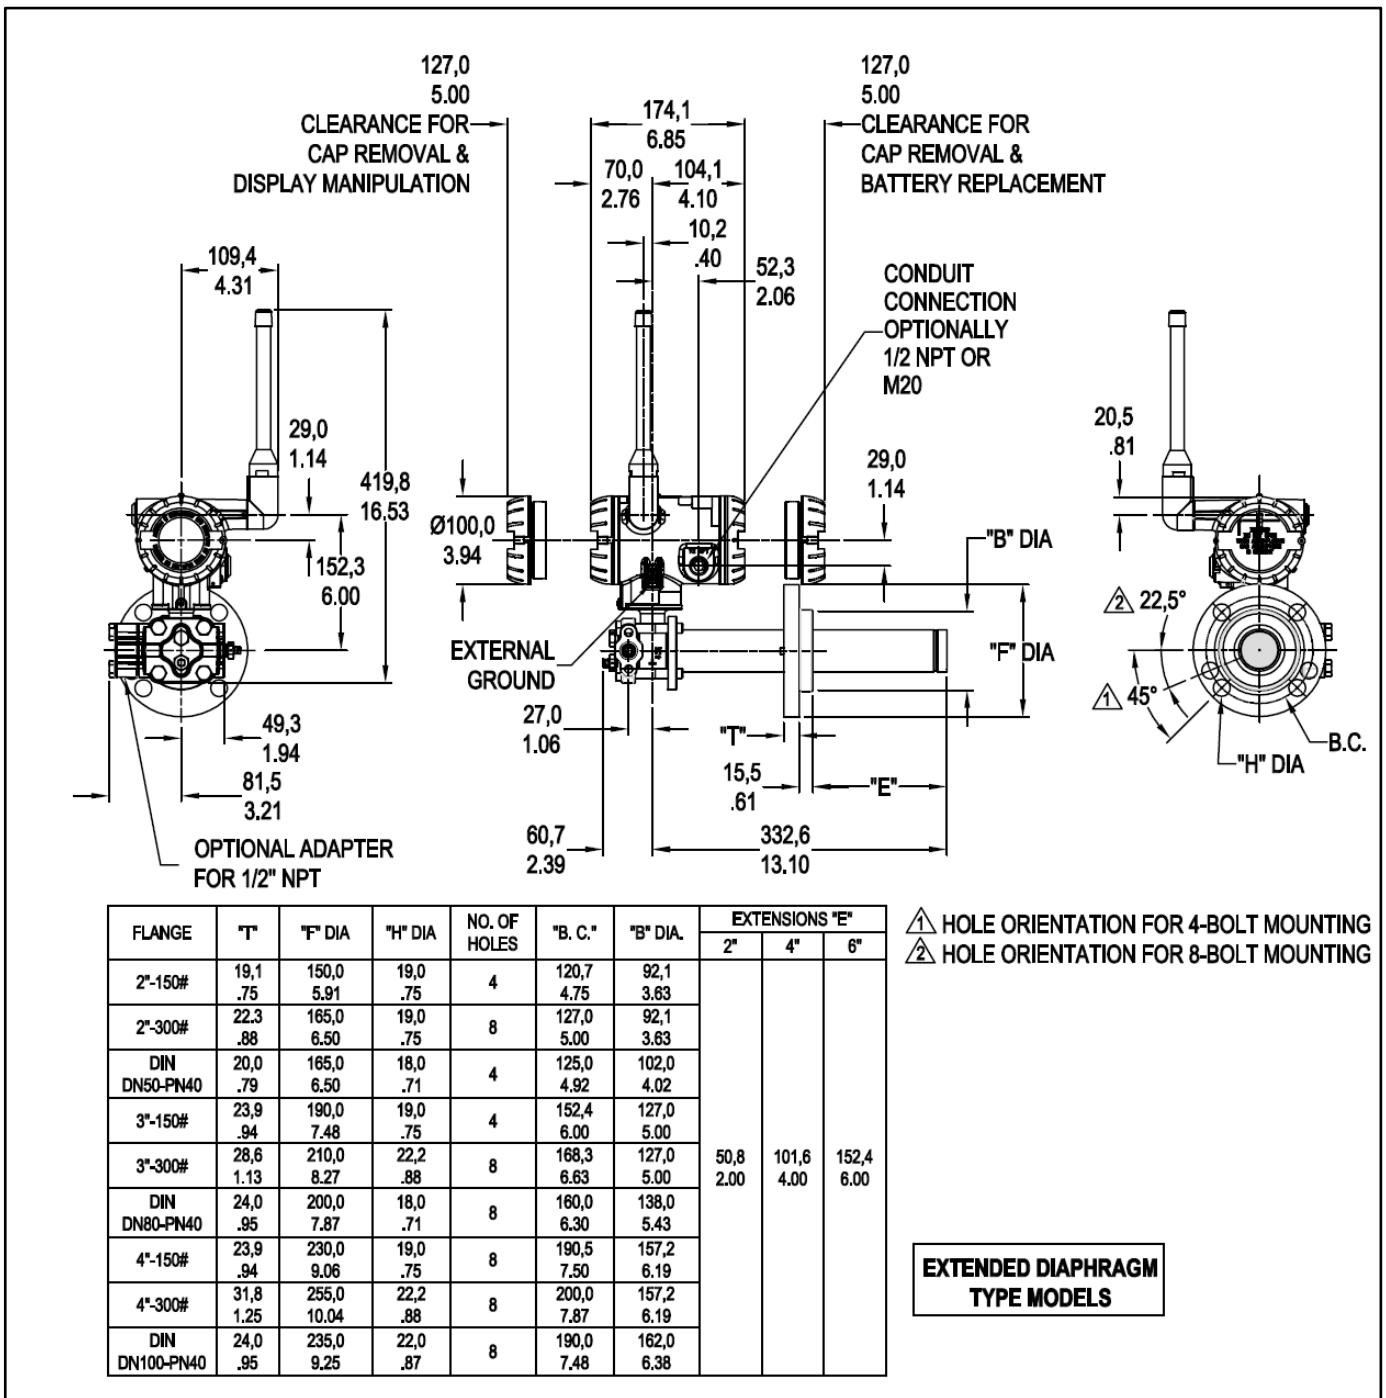 127,0
5.00
CLEARANCE FOR
CAP REMOVAL &
DISPLAY MANIPULATION
174,1
6.85
70,0
2.76
104,1
4.10
10,2
.40
52,3
2.06
127,0
5.00
CLEARANCE FOR
CAP REMOVAL &
BATTERY REPLACEMENT
CONDUIT
CONNECTION
OPTIONALLY
1/2 NPT OR
M20
109,4
4.31
29,0
1.14
419,8
16.53
152,3
6.00
49,3
1.94
81,5
3.21
OPTIONAL ADAPTER
FOR 1/2" NPT
Ø100,0
3.94
EXTERNAL
GROUND
27,0
1.06
60,7
2.39
29,0
1.14
"B" DIA
"F" DIA
"T"
15,5
.61
"E"
332,6
13.10
20,5
.81
2 22,5°
1 45°
"H" DIA
B.C.
FLANGE "T" "F" DIA "H" DIA NO. OF HOLES "B. C." "B" DIA. EXTENSIONS "E"
2" 4" 6"
2"-150# 19,1 150,0 19,0 4 120,7 92,1
.75 5.91 .75 4.75 3.63
2"-300# 22.3 165,0 19,0 8 127,0 92,1
.88 6.50 .75 5.00 3.63
DIN 20,0 165,0 18,0 4 125,0 102,0
DN50-PN40 .79 6.50 .71 4.92 4.02
3"-150# 23,9 190,0 19,0 4 152,4 127,0
.94 7.48 .75 6.00 5.00
3"-300# 28,6 210,0 22,2 8 168,3 127,0 50,8 101,6 152,4
1.13 8.27 .88 6.63 5.00 2.00 4.00 6.00
DIN 24,0 200,0 18,0 8 160,0 138,0
DN80-PN40 .95 7.87 .71 6.30 5.43
4"-150# 23,9 230,0 19,0 8 190,5 157,2
.94 9.06 .75 7.50 6.19
4"-300# 31,8 255,0 22,2 8 200,0 157,2
1.25 10.04 .88 7.87 6.19
DIN 24,0 235,0 22,0 8 190,0 162,0
DN100-PN40 .95 9.25 .87 7.48 6.38
1 HOLE ORIENTATION FOR 4-BOLT MOUNTING
2 HOLE ORIENTATION FOR 8-BOLT MOUNTING
EXTENDED DIAPHRAGM
TYPE MODELS